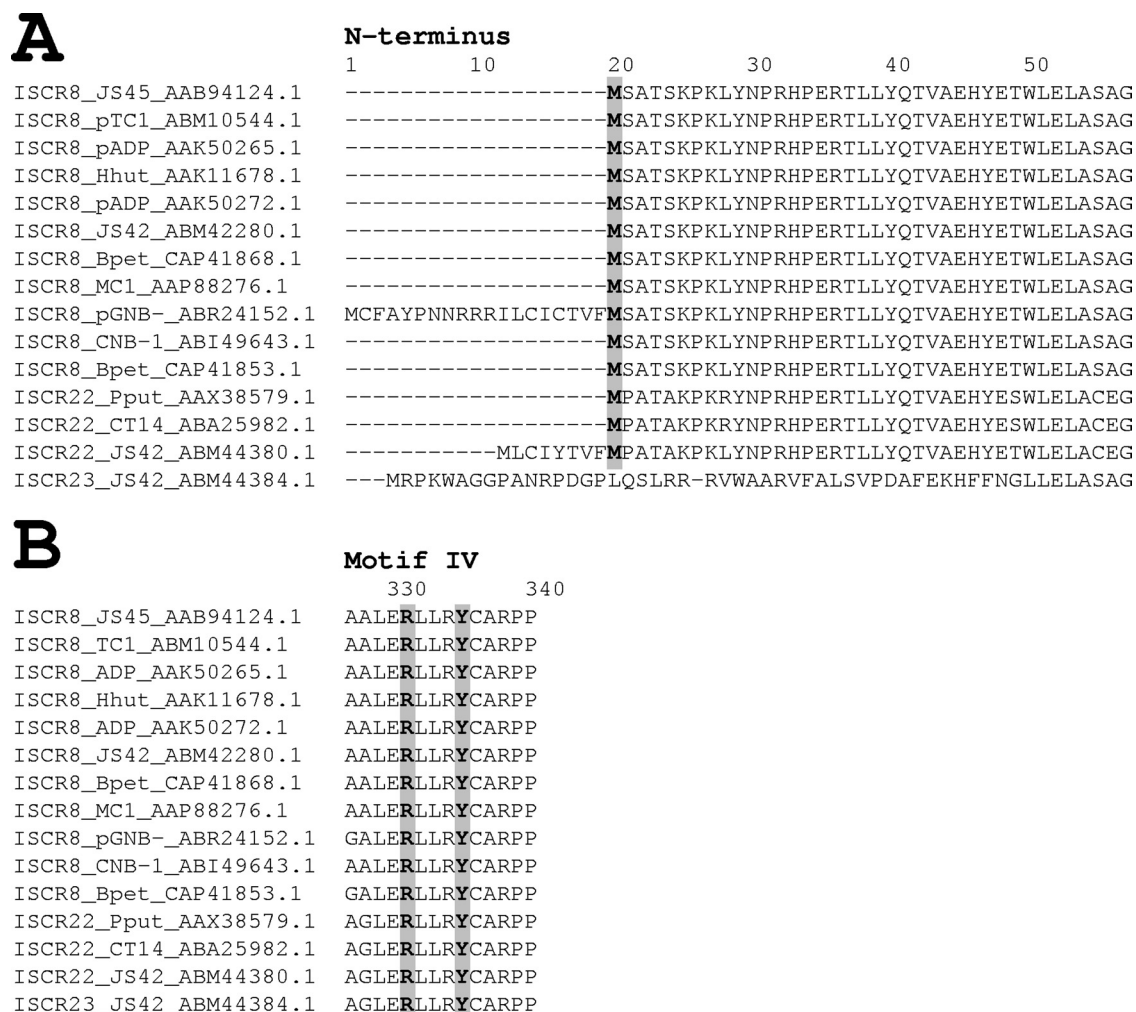 A
N-terminus
1 10 20 30 40 50
ISCR8_JS45_AAB94124.1 -------------------MSATSKPKLYNPRHPERTLLYQTVAEHYETWLELASAG
ISCR8_pTC1_ABM10544.1 -------------------MSATSKPKLYNPRHPERTLLYQTVAEHYETWLELASAG
ISCR8_pADP_AAK50265.1 -------------------MSATSKPKLYNPRHPERTLLYQTVAEHYETWLELASAG
ISCR8_Hhut_AAK11678.1 -------------------MSATSKPKLYNPRHPERTLLYQTVAEHYETWLELASAG
ISCR8_pADP_AAK50272.1 -------------------MSATSKPKLYNPRHPERTLLYQTVAEHYETWLELASAG
ISCR8_JS42_ABM42280.1 -------------------MSATSKPKLYNPRHPERTLLYQTVAEHYETWLELASAG
ISCR8_Bpet_CAP41868.1 -------------------MSATSKPKLYNPRHPERTLLYQTVAEHYETWLELASAG
ISCR8_MC1_AAP88276.1 -------------------MSATSKPKLYNPRHPERTLLYQTVAEHYETWLELASAG
ISCR8_pGNB-_ABR24152.1 MCFAYPNNRRRILCICTVFMSATSKPKLYNPRHPERTLLYQTVAEHYETWLELASAG
ISCR8_CNB-1_ABI49643.1 -------------------MSATSKPKLYNPRHPERTLLYQTVAEHYETWLELASAG
ISCR8_Bpet_CAP41853.1 -------------------MSATSKPKLYNPRHPERTLLYQTVAEHYETWLELASAG
ISCR22_Pput_AAX38579.1 -------------------MPATAKPKRYNPRHPERTLLYQTVAEHYESWLELACEG
ISCR22_CT14_ABA25982.1 -------------------MPATAKPKRYNPRHPERTLLYQTVAEHYESWLELACEG
ISCR22_JS42_ABM44380.1 -----------MLCIYTVFMPATAKPKLYNPRHPERTLLYQTVAEHYETWLELACEG
ISCR23_JS42_ABM44384.1 ---MRPKWAGGPANRPDGPLQSLRR-RVWAARVFALSVPDAFEKHFFNGLLELASAG
B
Motif IV
330 340
ISCR8_JS45_AAB94124.1 AALERLLRYCARPP
ISCR8_TC1_ABM10544.1 AALERLLRYCARPP
ISCR8_ADP_AAK50265.1 AALERLLRYCARPP
ISCR8_Hhut_AAK11678.1 AALERLLRYCARPP
ISCR8_ADP_AAK50272.1 AALERLLRYCARPP
ISCR8_JS42_ABM42280.1 AALERLLRYCARPP
ISCR8_Bpet_CAP41868.1 AALERLLRYCARPP
ISCR8_MC1_AAP88276.1 AALERLLRYCARPP
ISCR8_pGNB-_ABR24152.1 GALERLLRYCARPP
ISCR8_CNB-1_ABI49643.1 AALERLLRYCARPP
ISCR8_Bpet_CAP41853.1 GALERLLRYCARPP
ISCR22_Pput_AAX38579.1 AGLERLLRYCARPP
ISCR22_CT14_ABA25982.1 AGLERLLRYCARPP
ISCR22_JS42_ABM44380.1 AGLERLLRYCARPP
ISCR23 JS42 ABM44384.1 AGLERLLRYCARPP